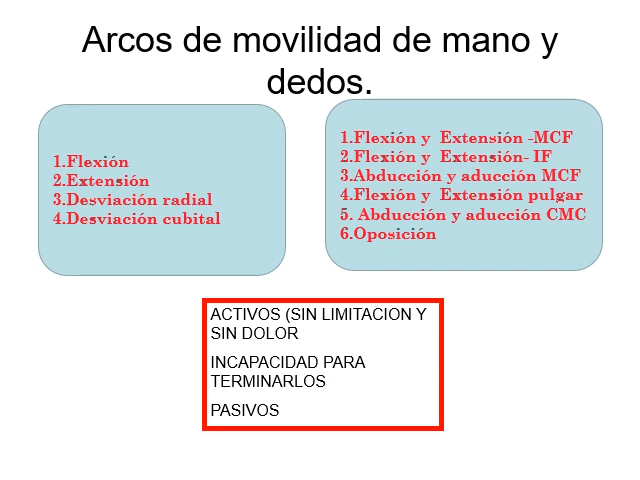 Arcos de movilidad de mano y
dedos.
1.Flexión
2.Extensión
3.Desviación radial
4.Desviación cubital
1.Flexión y  Extensión -MCF
2.Flexión y  Extensión- IF
3.Abducción y aducción MCF
4.Flexión y  Extensión pulgar
5. Abducción y aducción CMC
6.Oposición
ACTIVOS (SIN LIMITACION Y
SIN DOLOR
INCAPACIDAD PARA
TERMINARLOS
PASIVOS